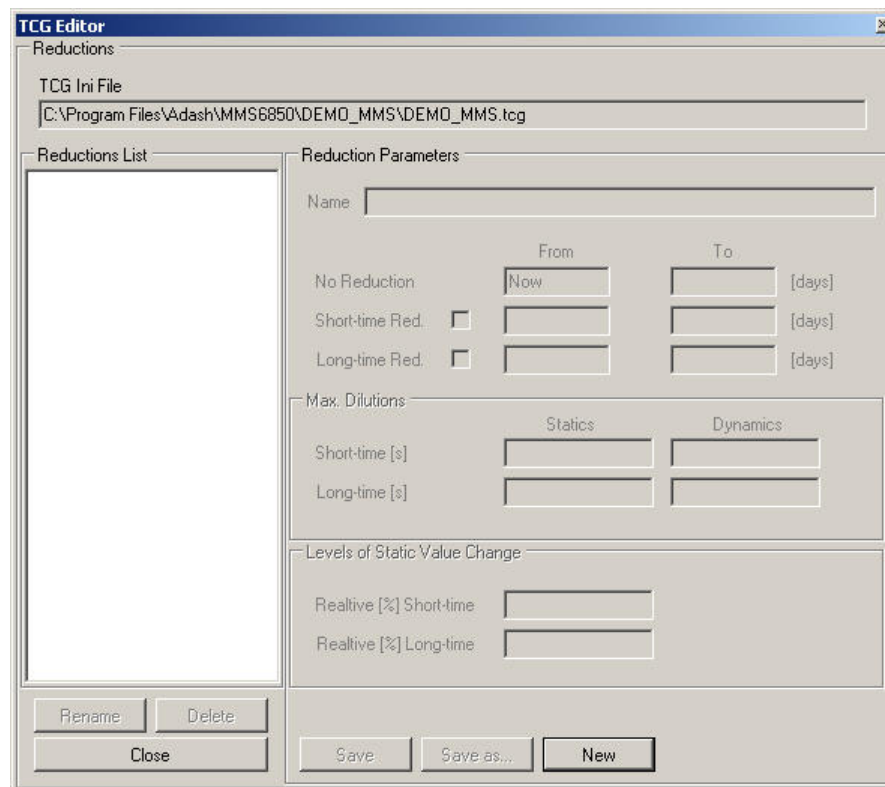 TCG Editor
Reductions
TCG Ini File
C:\Program Files\Adash\MMS6850\DEMO_MMS\DEMO_MMS.tcg
Reductions List
Reduction Parameters
Name
From To
No Reduction Now [days]
Short-time Red. [days]
Long-time Red. [days]
Max. Dilutions
Statics Dynamics
Short-time [s]
Long-time [s]
Levels of Static Value Change
Realtive [%] Short-time
Realtive [%] Long-time
Rename Delete
Close
Save Save as... New